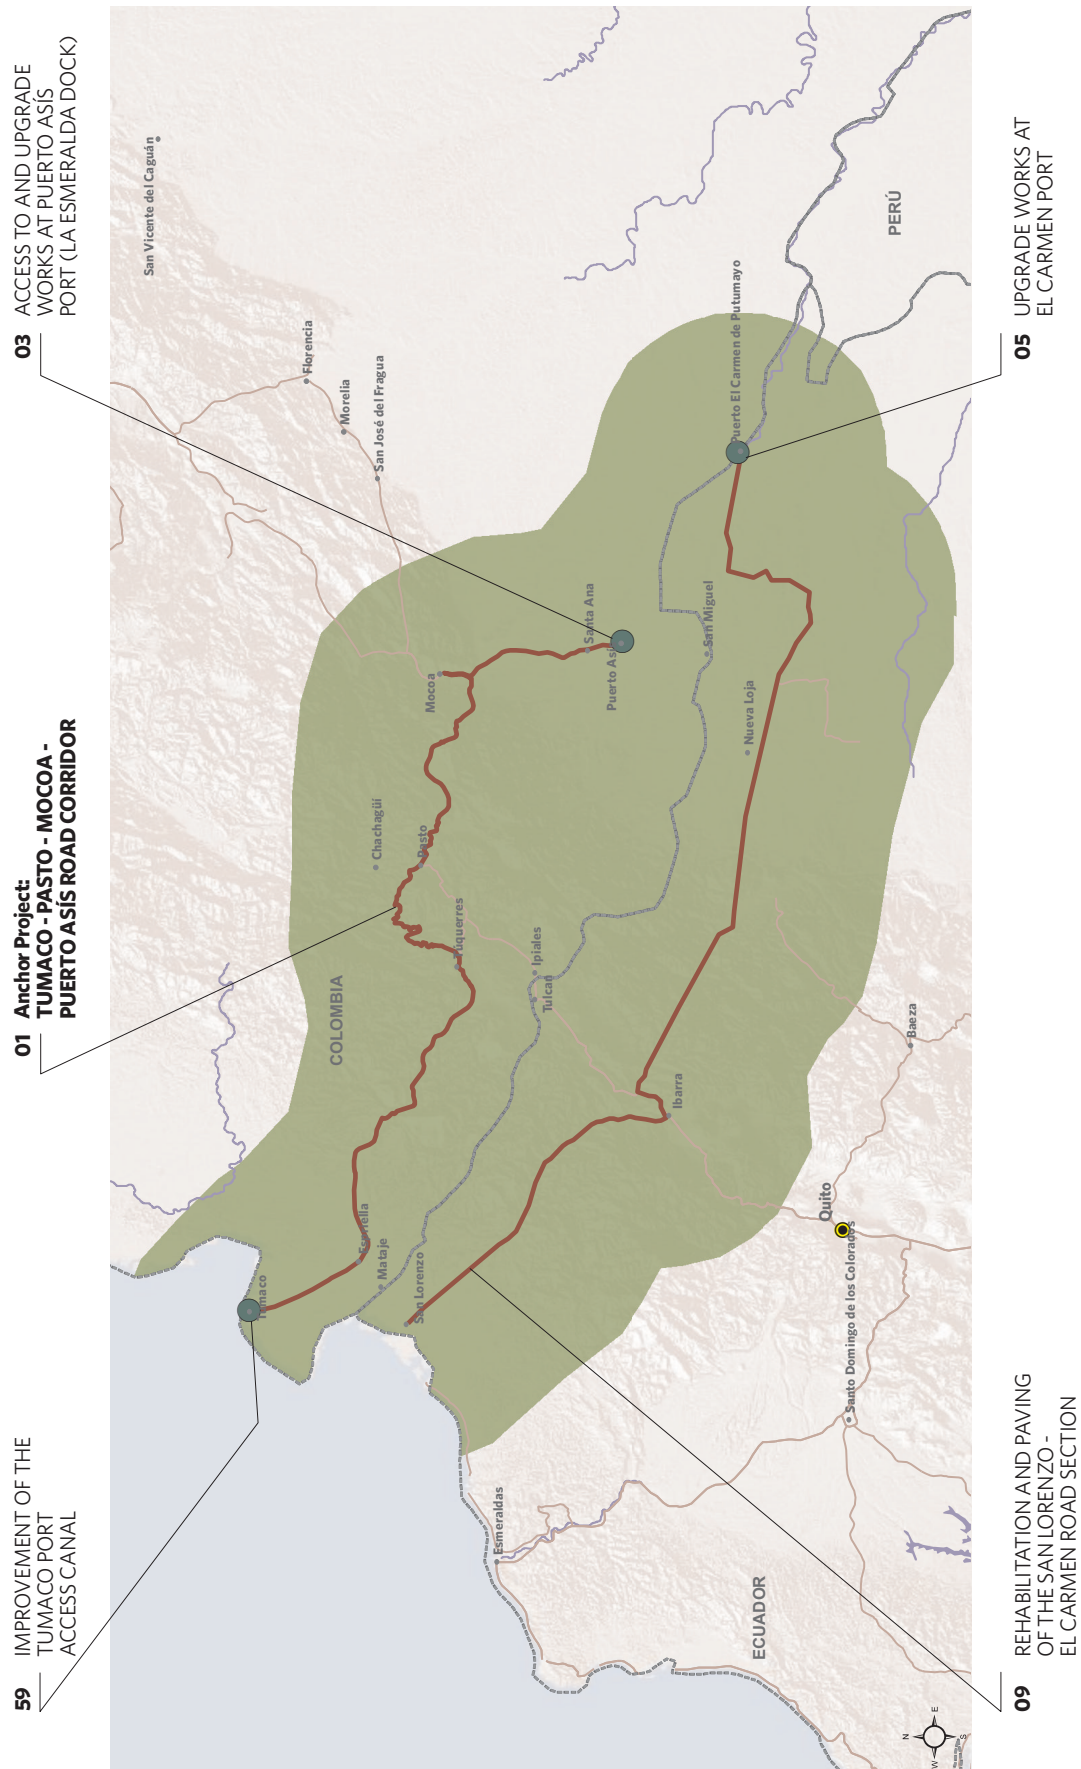 59
IMPROVEMENT OF THE
TUMACO PORT
ACCESS CANAL
01
Anchor Project:
TUMACO - PASTO - MOCOA -
PUERTO ASÍS ROAD CORRIDOR
03
ACCESS TO AND UPGRADE
WORKS AT PUERTO ASÍS
PORT (LA ESMERALDA DOCK)
San Vicente del Caguán
Florencia
Morelia
San José del Fragua
COLOMBIA
Chachagüí
Mocoa
Pasto
Túquerres
Santa Ana
Puerto Asís
Tumaco
Espriella
Mataje
San Lorenzo
Ipiales
Tulcan
San Miguel
Nueva Loja
Puerto El Carmen de Putumayo
PERÚ
Ibarra
Esmeraldas
Quito
Santo Domingo de los Colorados
Baeza
ECUADOR
N
W
E
S
09
REHABILITATION AND PAVING
OF THE SAN LORENZO -
EL CARMEN ROAD SECTION
05
UPGRADE WORKS AT
EL CARMEN PORT